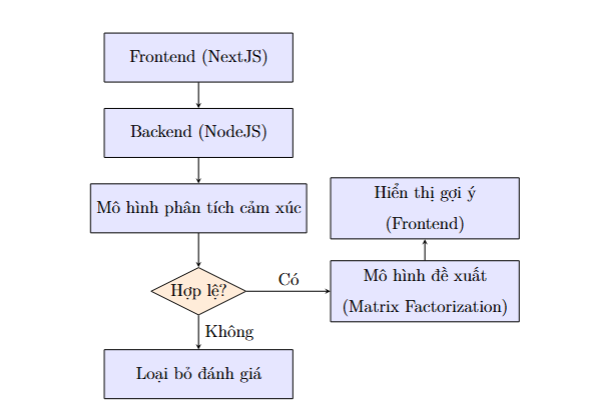 Frontend (NextJS)
Backend (NodeJS)
Mô hình phân tích cảm xúc
Hiển thị gợi ý
(Frontend)
Hợp lệ?
Có
Mô hình đề xuất
(Matrix Factorization)
Không
Loại bỏ đánh giá